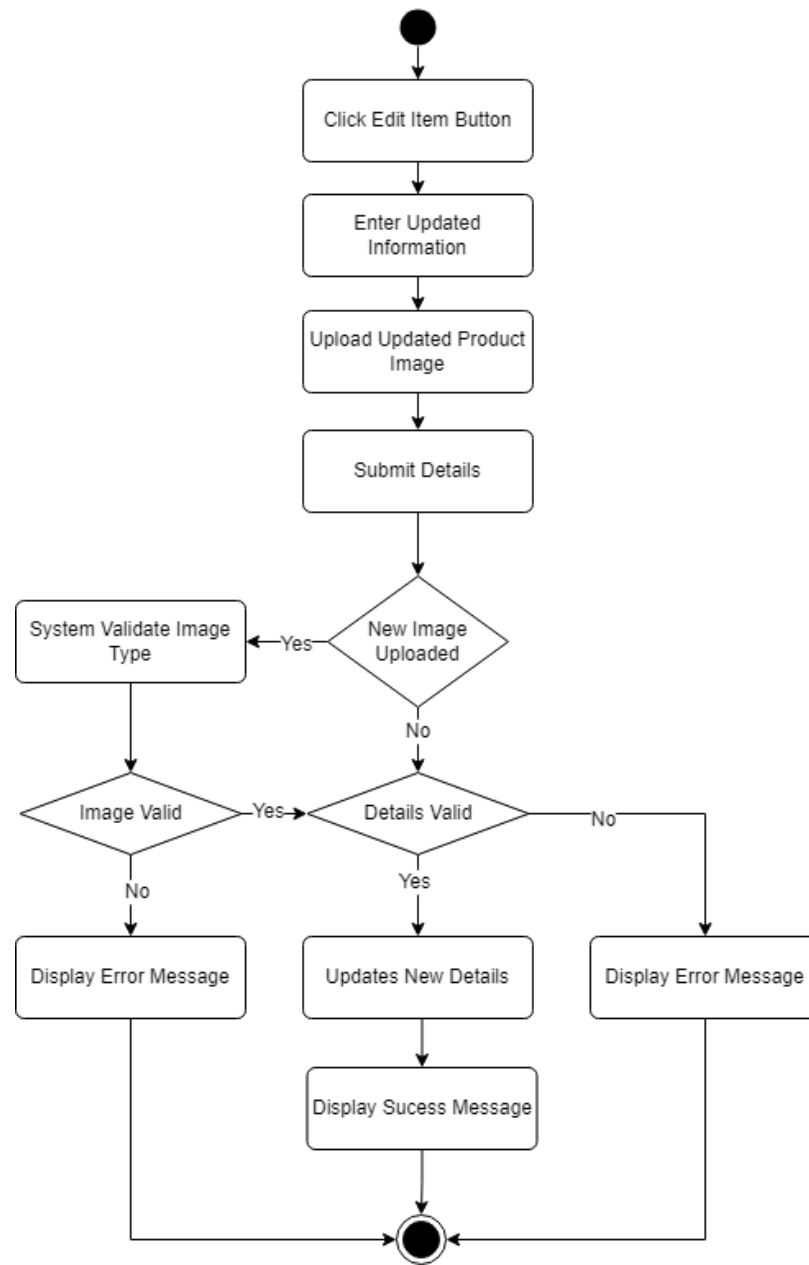 Click Edit Item Button
Enter Updated
Information
Upload Updated Product
Image
Submit Details
System Validate Image
Type
Yes
New Image
Uploaded
No
Image Valid
Yes
Details Valid
No
No
Yes
Display Error Message
Updates New Details
Display Error Message
Display Sucess Message